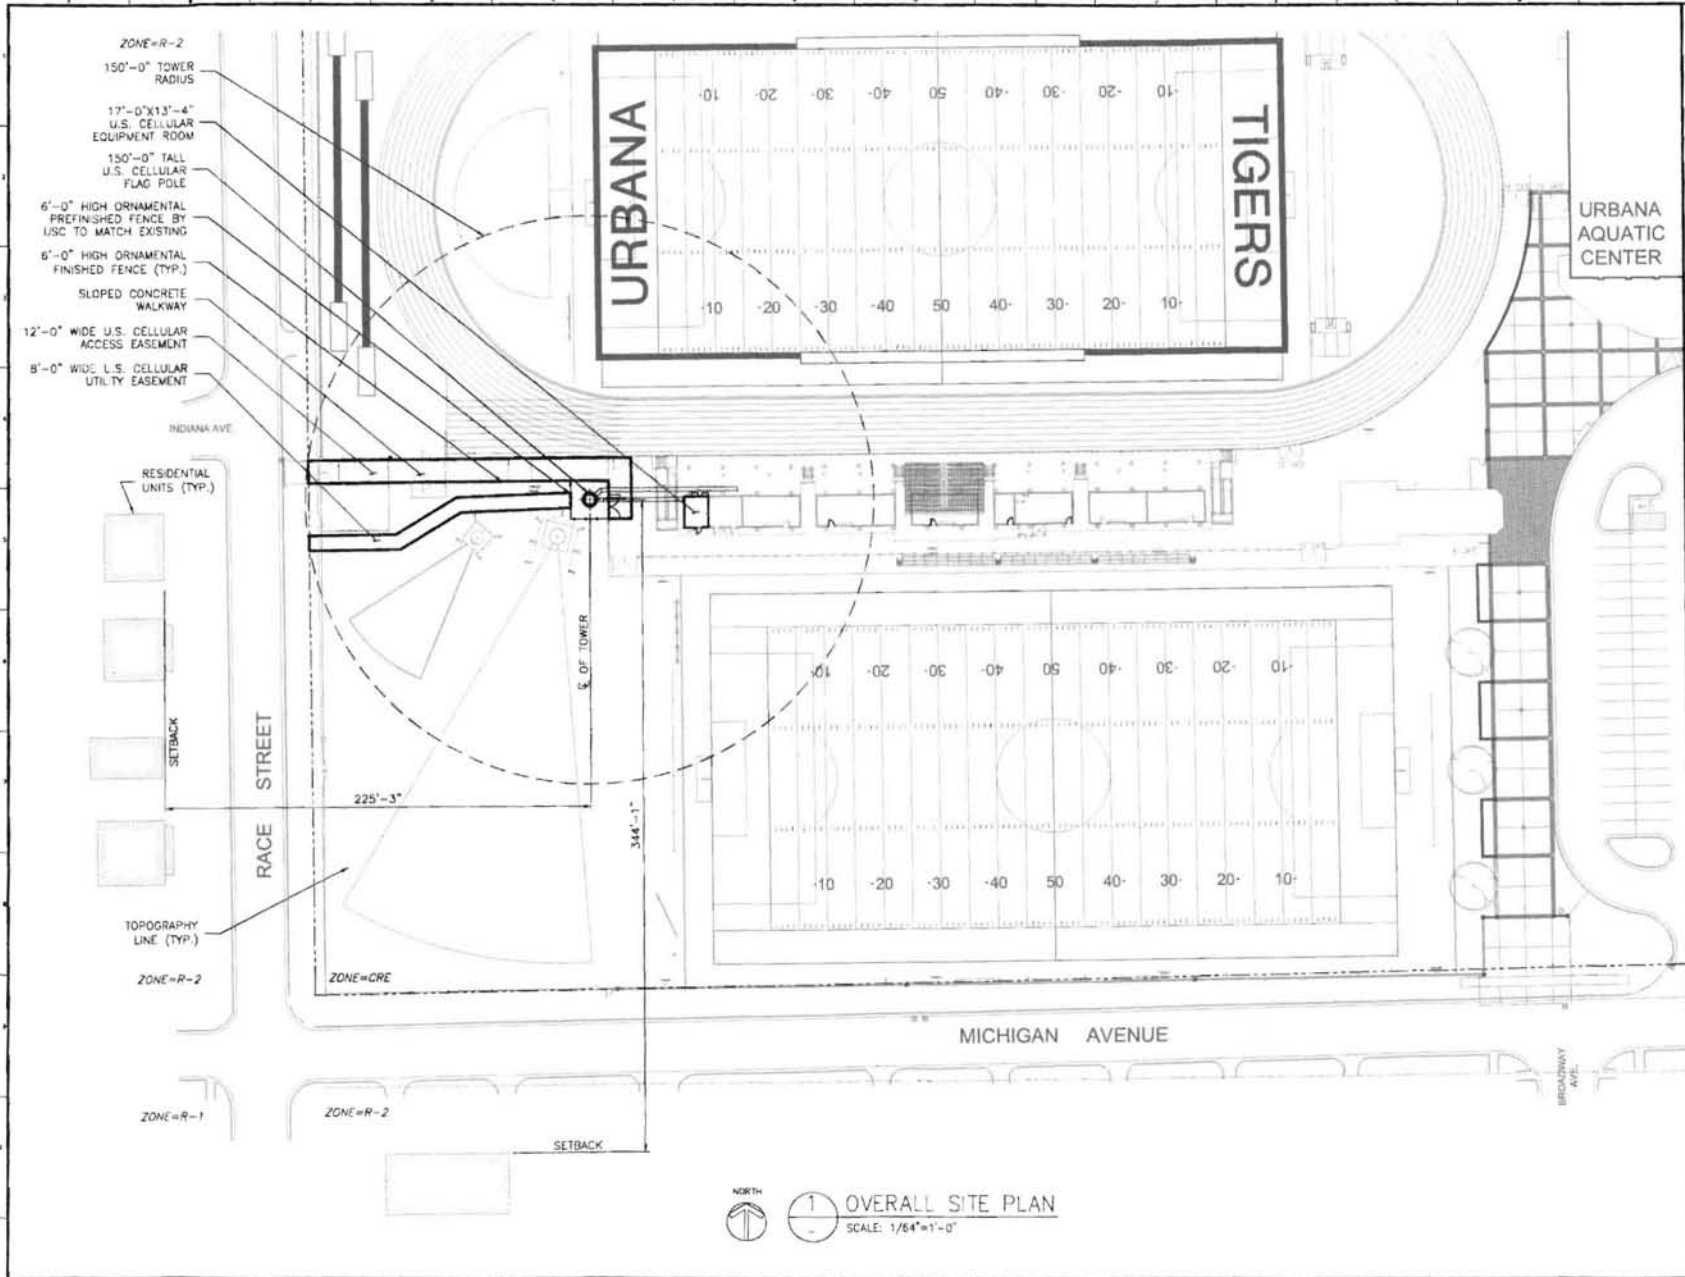 ZONE=R-2
150'-0" TOWER
RADIUS
17'-0"X13'-4"
U.S. CELLULAR
EQUIPMENT ROOM
150'-0" TALL
U.S. CELLULAR
FLAG POLE
6'-0" HIGH ORNAMENTAL
PREFINISHED FENCE BY
USC TO MATCH EXISTING
6'-0" HIGH ORNAMENTAL
FINISHED FENCE (TYP.)
SLOPED CONCRETE
WALKWAY
12'-0" WIDE U.S. CELLULAR
ACCESS EASEMENT
8'-0" WIDE U.S. CELLULAR
UTILITY EASEMENT
INDIANA AVE.
RESIDENTIAL
UNITS (TYP.)
SETBACK
RACE STREET
TOPOGRAPHY
LINE (TYP.)
ZONE=R-2
ZONE=CRE
ZONE=R-1
ZONE=R-2
225'-3"
344'-1"
℄ OF TOWER
SETBACK
URBANA
TIGERS
·10 ·20 ·30 ·40 50 40· 30· 20· 10·
·10 ·20 ·30 ·40 50 40· 30· 20· 10·
URBANA
AQUATIC
CENTER
·10 ·20 ·30 ·40 50 40· 30· 20· 10·
·10 ·20 ·30 ·40 50 40· 30· 20· 10·
MICHIGAN AVENUE
BROADWAY
AVE.
NORTH
1
OVERALL SITE PLAN
SCALE: 1/64"=1'-0"